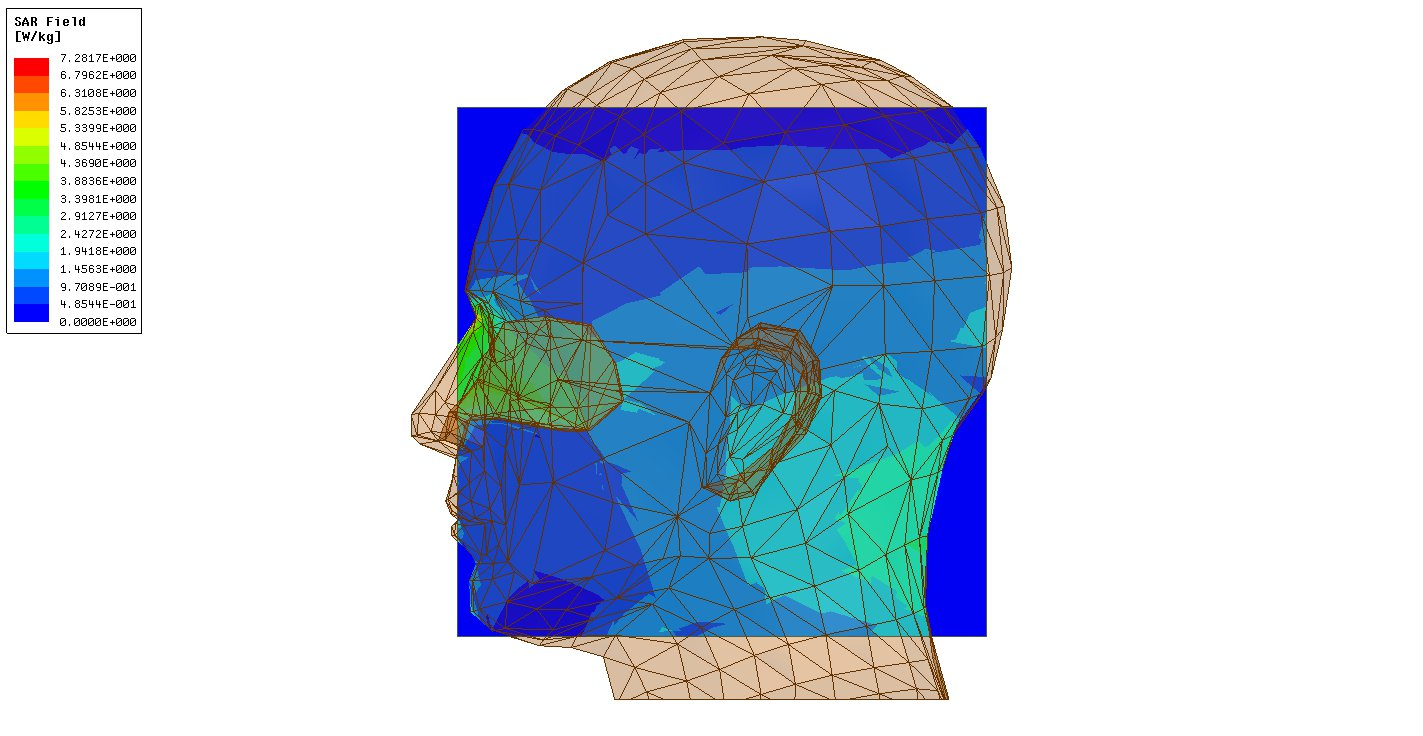 SAR Field
[W/kg]
7.2817E+000
6.7962E+000
6.3108E+000
5.8253E+000
5.3399E+000
4.8544E+000
4.3690E+000
3.8836E+000
3.3981E+000
2.9127E+000
2.4272E+000
1.9418E+000
1.4563E+000
9.7089E-001
4.8544E-001
0.0000E+000